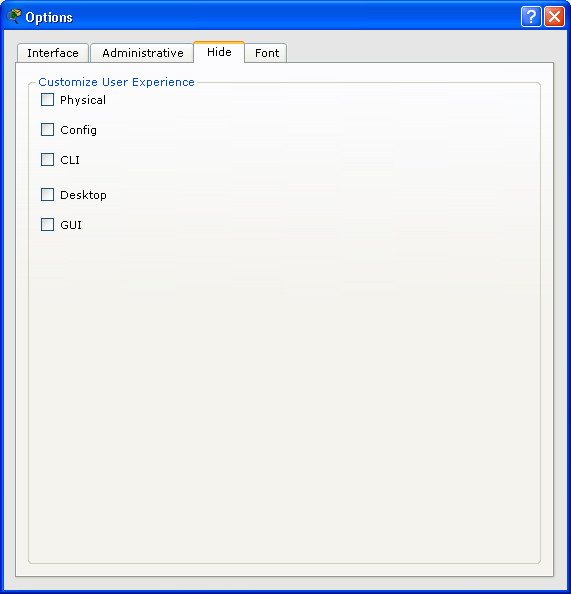 Options
Interface Administrative Hide Font
Customize User Experience
Physical
Config
CLI
Desktop
GUI